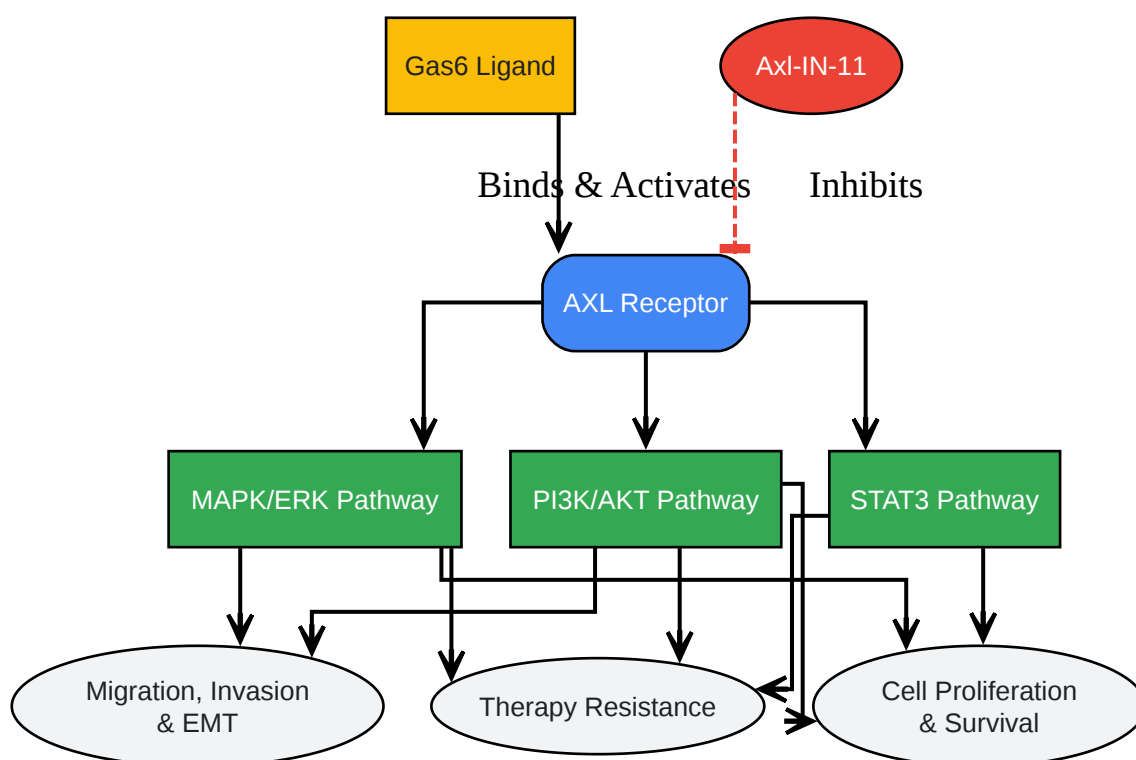 Gas6 Ligand
Axl-IN-11
Binds & Activates
Inhibits
AXL Receptor
MAPK/ERK Pathway
PI3K/AKT Pathway
STAT3 Pathway
Migration, Invasion
& EMT
Therapy Resistance
Cell Proliferation
& Survival